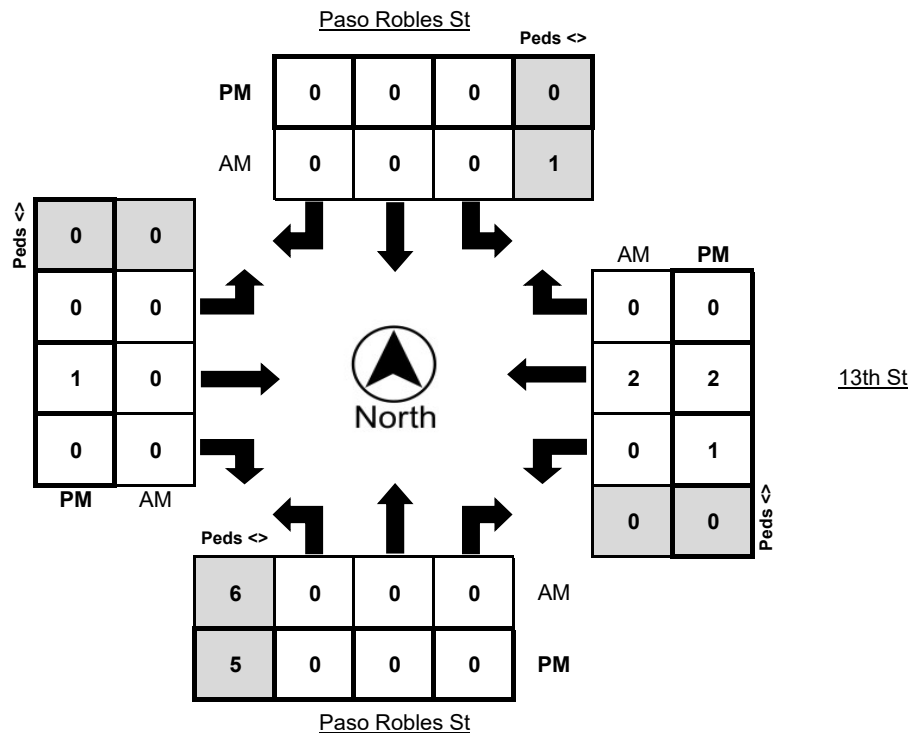 Paso Robles St
Peds <>
PM 0 0 0 0
AM 0 0 0 1
Peds <>
0 0
0 0
1 0
0 0
PM AM
North
AM PM
0 0
2 2
0 1
0 0
Peds <>
13th St
Peds <>
6 0 0 0 AM
5 0 0 0 PM
Paso Robles St